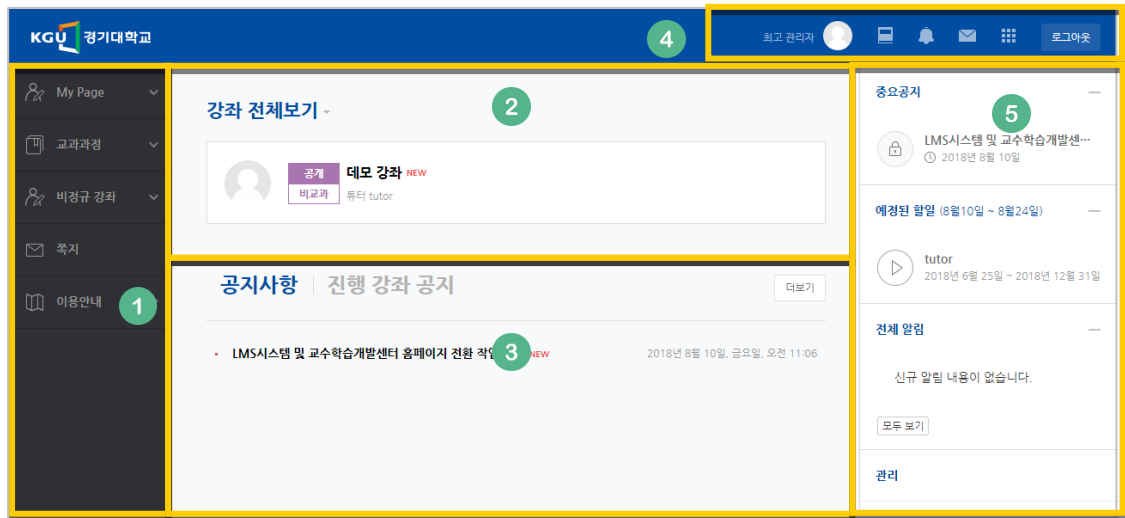 KGU 경기대학교
4
최고 관리자
로그아웃
My Page
교과과정
비정규 강좌
쪽지
이용안내
1
강좌 전체보기
2
공개
비교과
데모 강좌 NEW
튜터 tutor
공지사항
진행 강좌 공지
더보기
LMS시스템 및 교수학습개발센터 홈페이지 전환 작
3
NEW
2018년 8월 10일, 금요일, 오전 11:06
중요공지
5
LMS시스템 및 교수학습개발센…
2018년 8월 10일
예정된 할일 (8월10일 ~ 8월24일)
tutor
2018년 6월 25일 ~ 2018년 12월 31일
전체 알림
신규 알림 내용이 없습니다.
모두 보기
관리